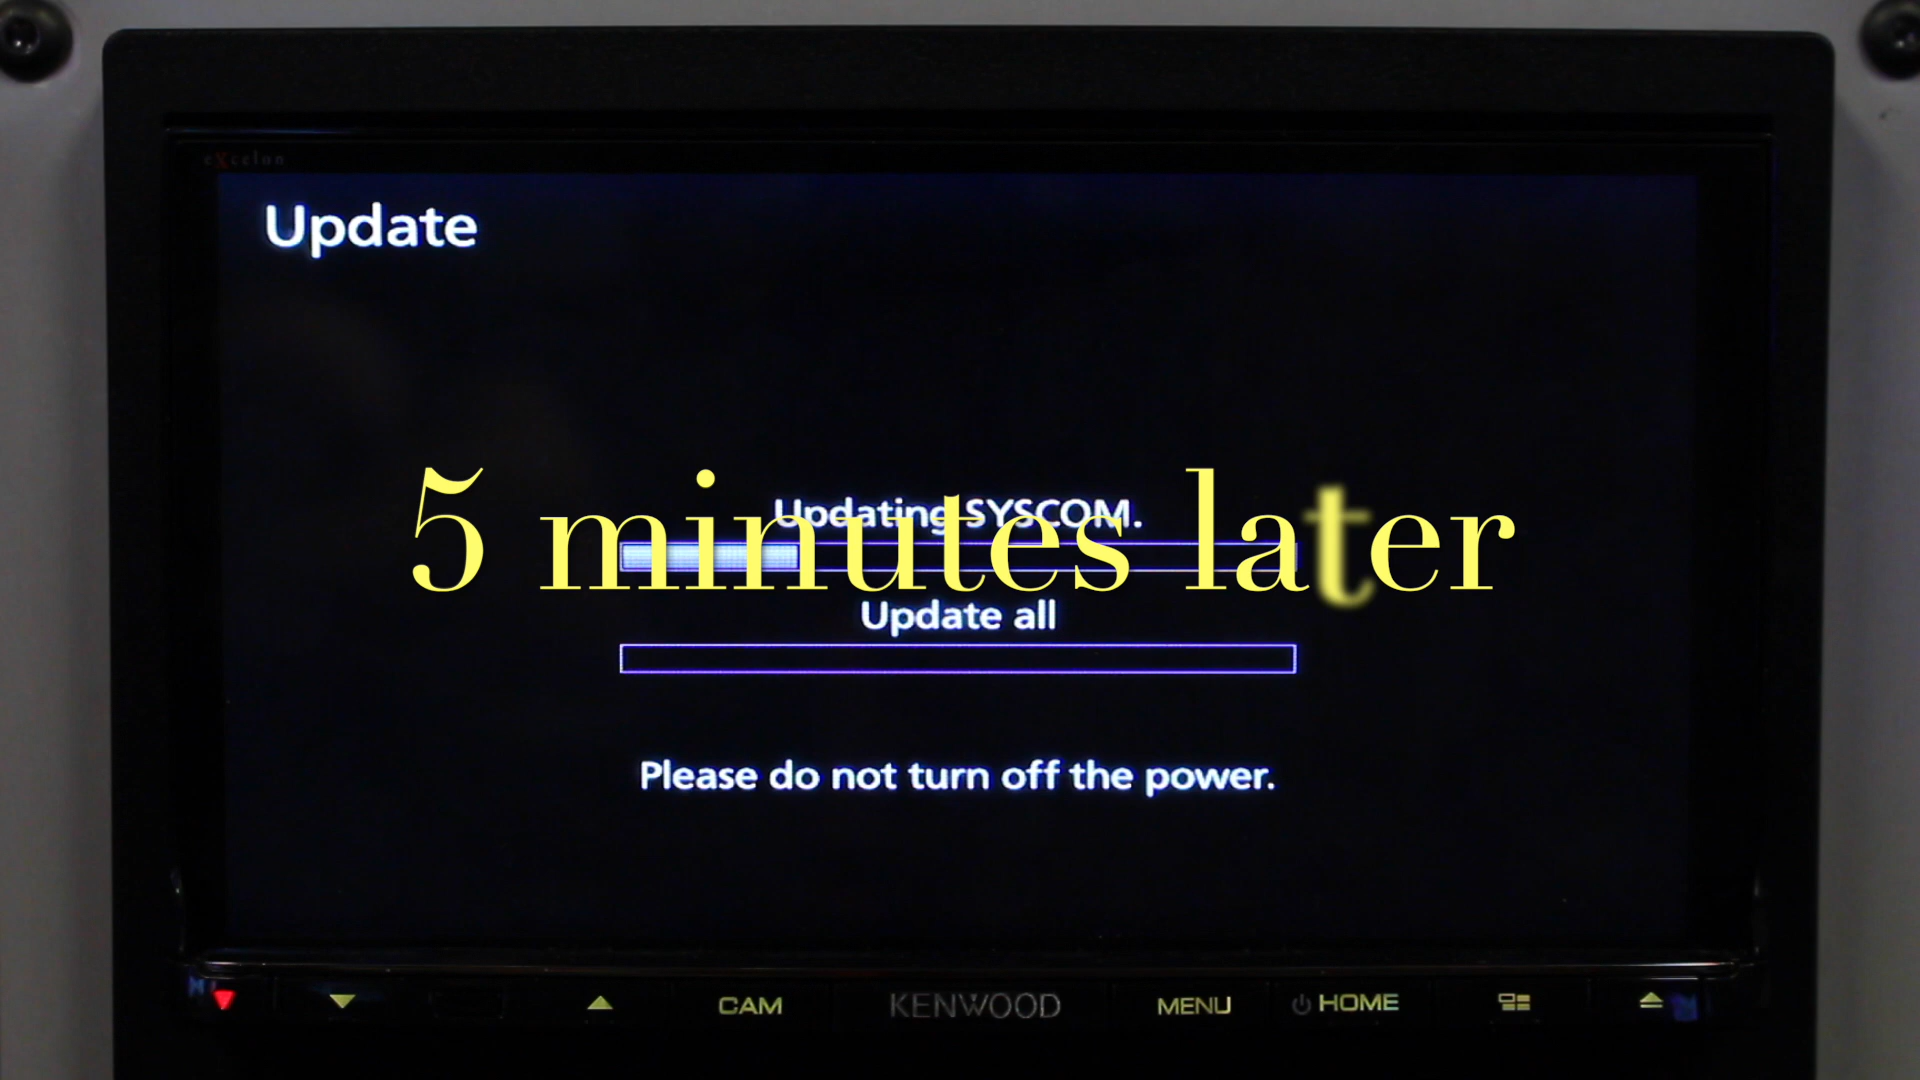 excelon
Update
Updating SYSCOM.
5 minutes later
Update all
Please do not turn off the power.
CAM
KENWOOD
MENU
HOME